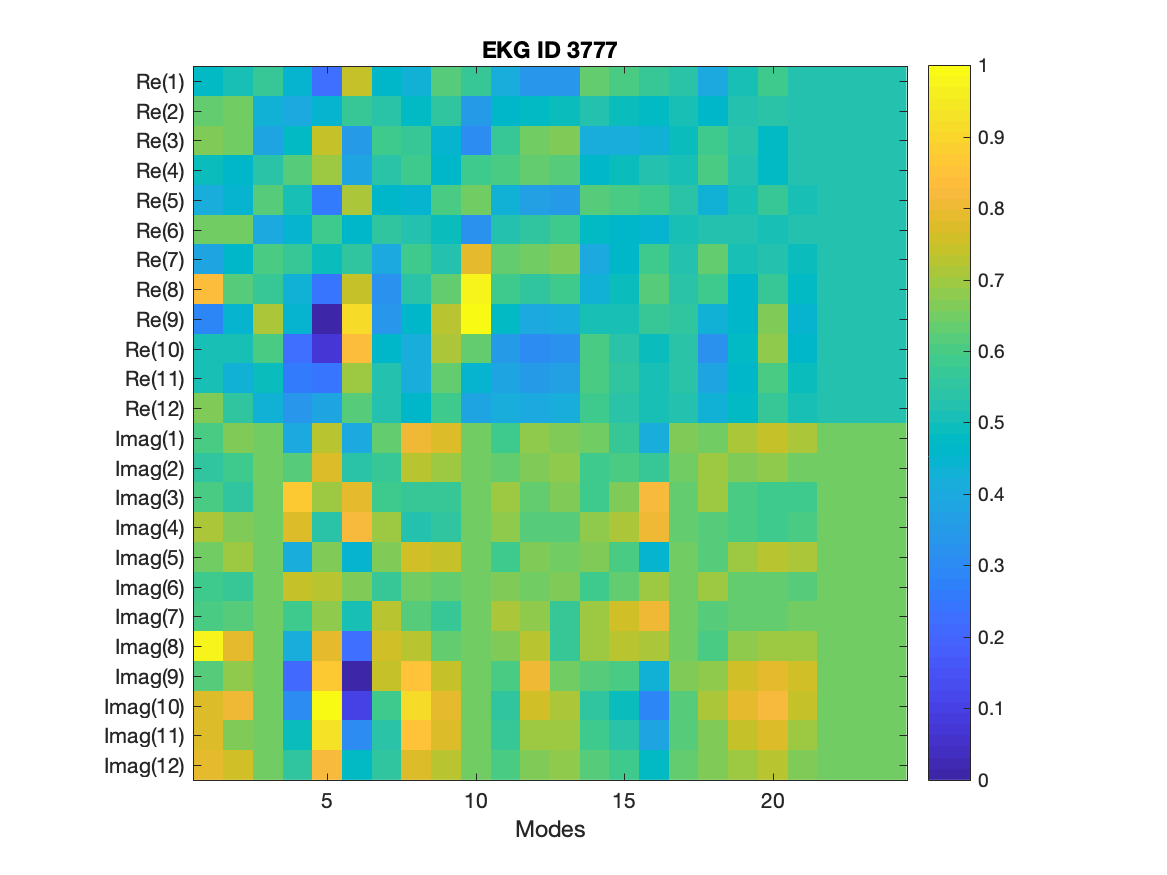 EKG ID 3777
Re(1)
Re(2)
Re(3)
Re(4)
Re(5)
Re(6)
Re(7)
Re(8)
Re(9)
Re(10)
Re(11)
Re(12)
Imag(1)
Imag(2)
Imag(3)
Imag(4)
Imag(5)
Imag(6)
Imag(7)
Imag(8)
Imag(9)
Imag(10)
Imag(11)
Imag(12)
5 10 15 20
Modes
1
0.9
0.8
0.7
0.6
0.5
0.4
0.3
0.2
0.1
0